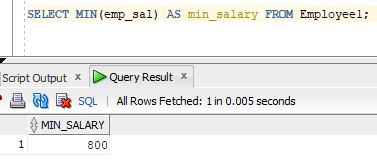 SELECT MIN(emp_sal) AS min_salary FROM Employee1;
Script Output x Query Result x
SQL | All Rows Fetched: 1 in 0.005 seconds
MIN_SALARY
1 800